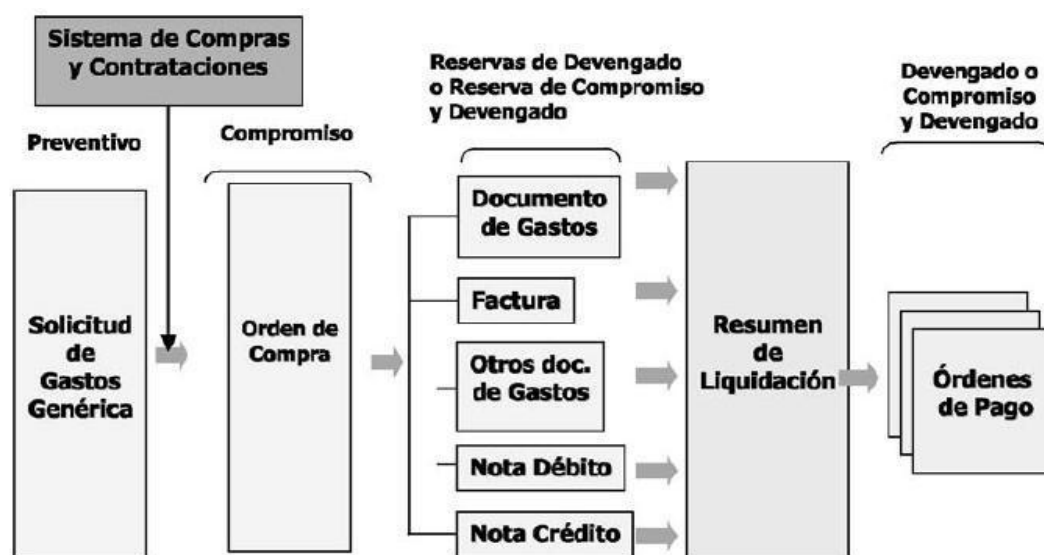 Sistema de Compras
y Contrataciones
Preventivo
Compromiso
Reservas de Devengado
o Reserva de Compromiso
y Devengado
Devengado o
Compromiso
y Devengado
Solicitud
de
Gastos
Genérica
Orden de
Compra
Documento
de Gastos
Factura
Otros doc.
de Gastos
Nota Débito
Nota Crédito
Resumen
de
Liquidación
Órdenes
de Pago